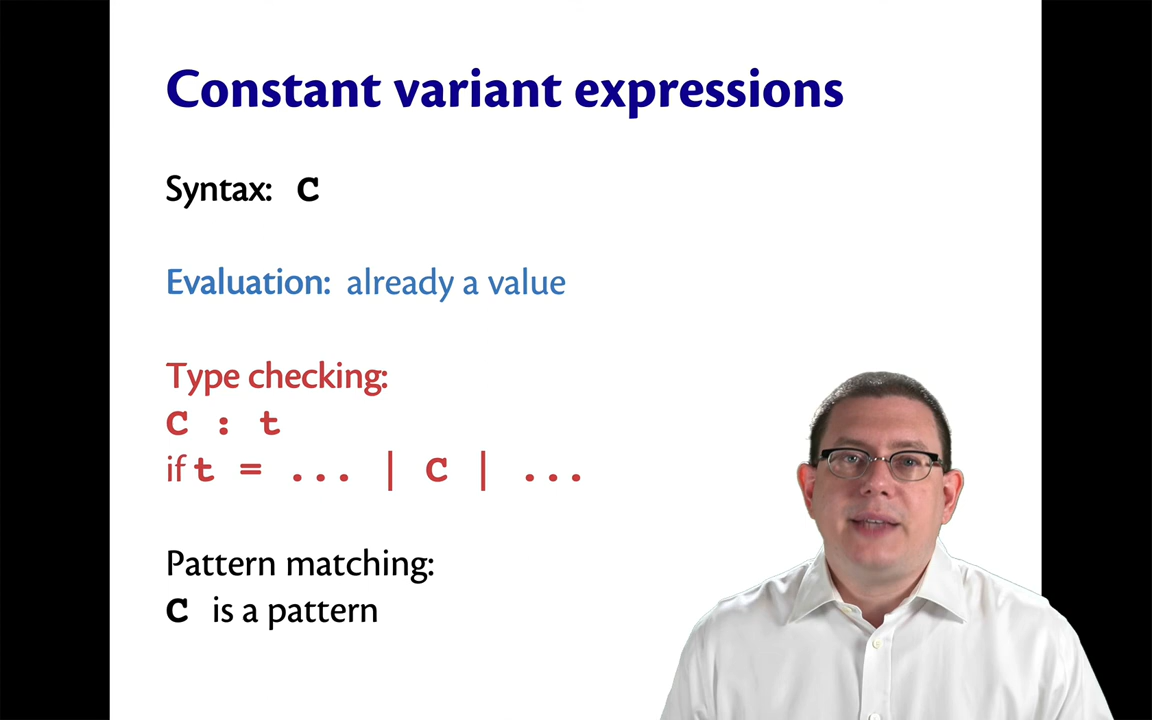 Constant variant expressions
Syntax: C
Evaluation: already a value
Type checking:
C : t
if t = ... | C | ...
Pattern matching:
C is a pattern